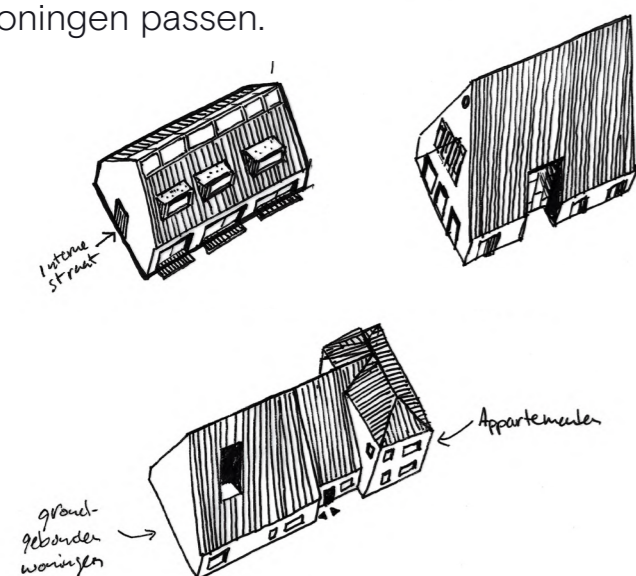 oningen passen.
Interne
straat
Appartementen
grond-
gebonden
woningen